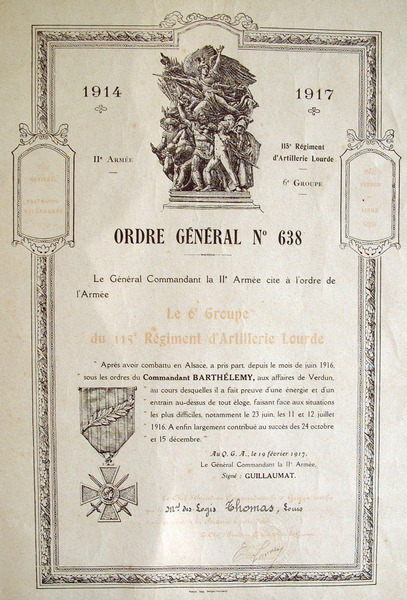 1914
1917
IIe ARMÉE
115e Régiment
d'Artillerie Lourde
6e GROUPE
ORDRE GÉNÉRAL No 638
Le Général Commandant la IIe Armée cite à l'ordre de
l'Armée
Le 6e Groupe
du 115e Régiment d'Artillerie Lourde
" Après avoir combattu en Alsace, a pris part, depuis le mois de juin 1916,
" sous les ordres du Commandant BARTHÉLEMY, aux affaires de Verdun,
" au cours desquelles il a fait preuve d'une énergie et d'un
" entrain au-dessus de tout éloge, faisant face aux situations
" les plus difficiles, notamment le 23 juin, les 11 et 12 juillet
" 1916. A enfin largement contribué au succès des 24 octobre
" et 15 décembre. "
Au Q. G. A., le 19 février 1917.
Le Général Commandant la IIe Armée,
Signé : GUILLAUMAT.
Mal des Logis Thomas, Louis